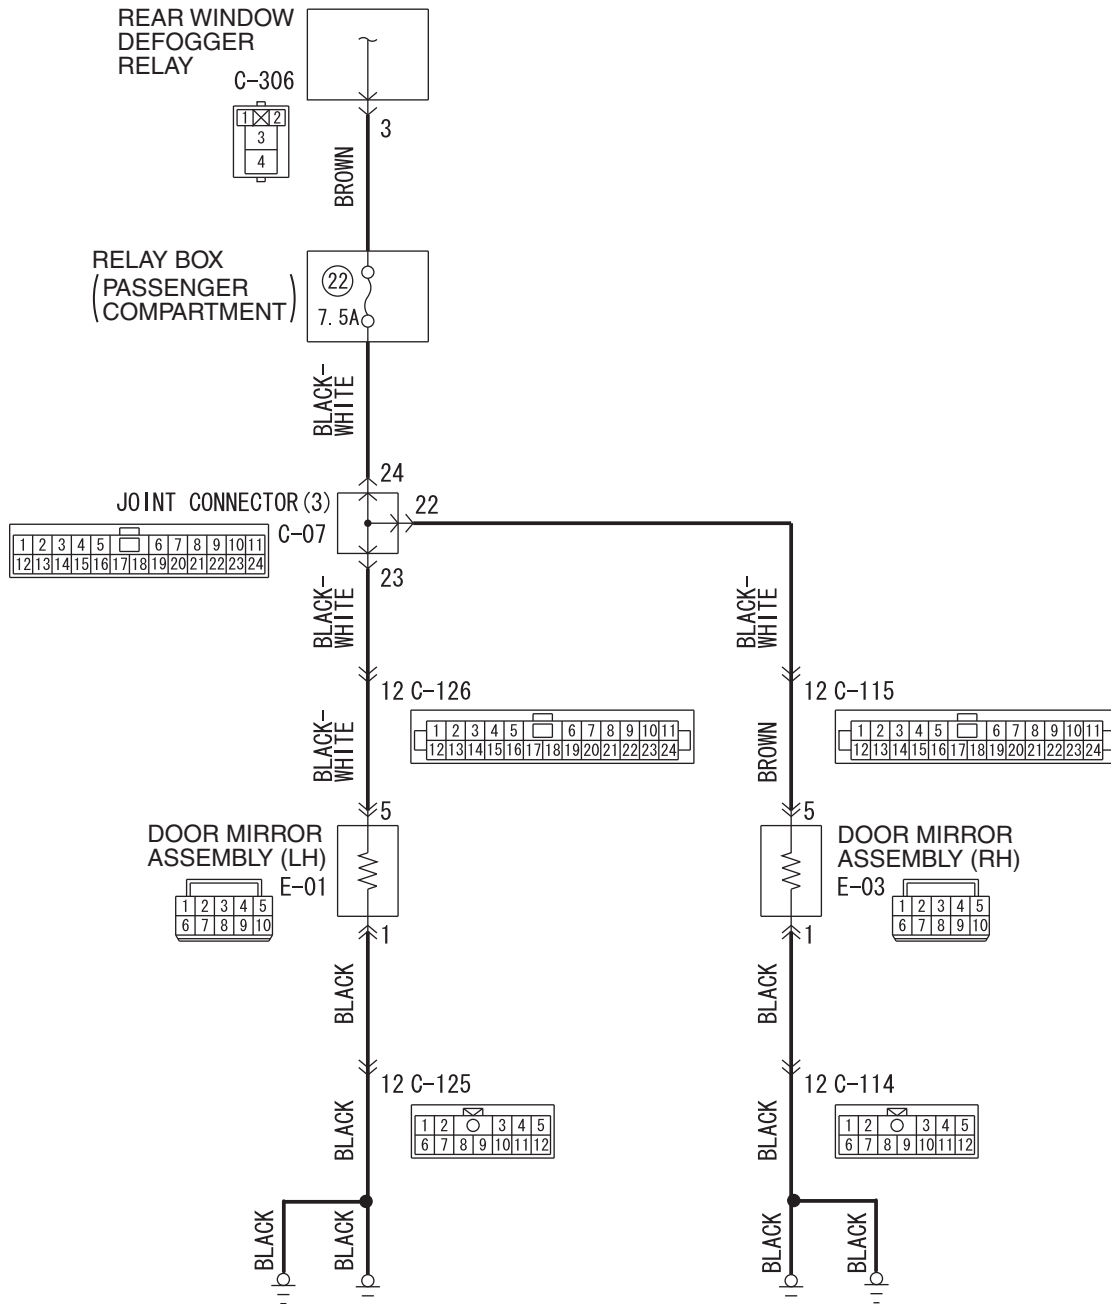 REAR WINDOW
DEFOGGER
RELAY
C-306
1 2
3
4
3
BROWN
RELAY BOX
(PASSENGER
COMPARTMENT)
22
7.5A
BLACK-
WHITE
24
JOINT CONNECTOR(3)
C-07
22
1 2 3 4 5 6 7 8 9 10 11
12 13 14 15 16 17 18 19 20 21 22 23 24
23
BLACK-
WHITE
BLACK-
WHITE
12 C-126
1 2 3 4 5 6 7 8 9 10 11
12 13 14 15 16 17 18 19 20 21 22 23 24
12 C-115
1 2 3 4 5 6 7 8 9 10 11
12 13 14 15 16 17 18 19 20 21 22 23 24
BLACK-
WHITE
BROWN
5
DOOR MIRROR
ASSEMBLY (LH)
E-01
1 2 3 4 5
6 7 8 9 10
1
5
DOOR MIRROR
ASSEMBLY (RH)
E-03
1 2 3 4 5
6 7 8 9 10
1
BLACK
BLACK
12 C-125
1 2 3 4 5
6 7 8 9 10 11 12
12 C-114
1 2 3 4 5
6 7 8 9 10 11 12
BLACK
BLACK
BLACK
BLACK
BLACK
BLACK